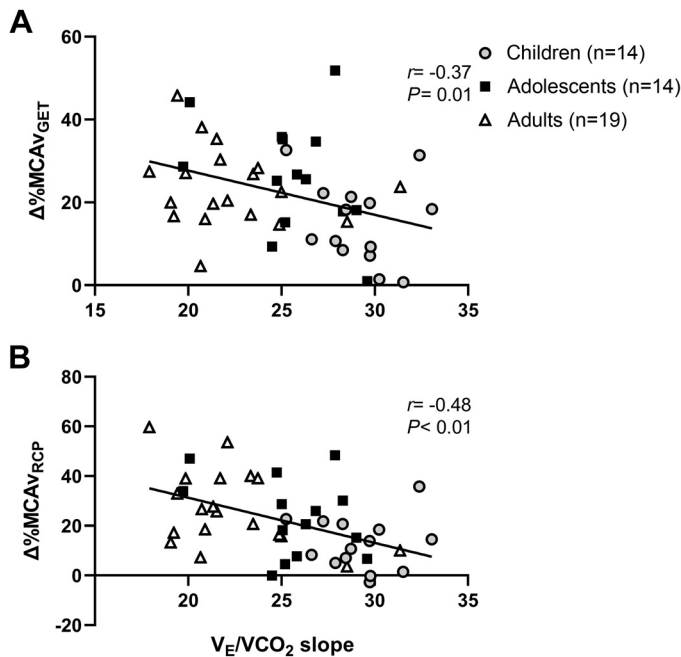 A
60
40
20
0
15
20
25
30
35
Δ%MCAvGET
r= -0.37
P= 0.01
Children (n=14)
Adolescents (n=14)
Adults (n=19)
B
80
60
40
20
0
-20
20
25
30
35
Δ%MCAvRCP
r= -0.48
P< 0.01
VE/VCO2 slope